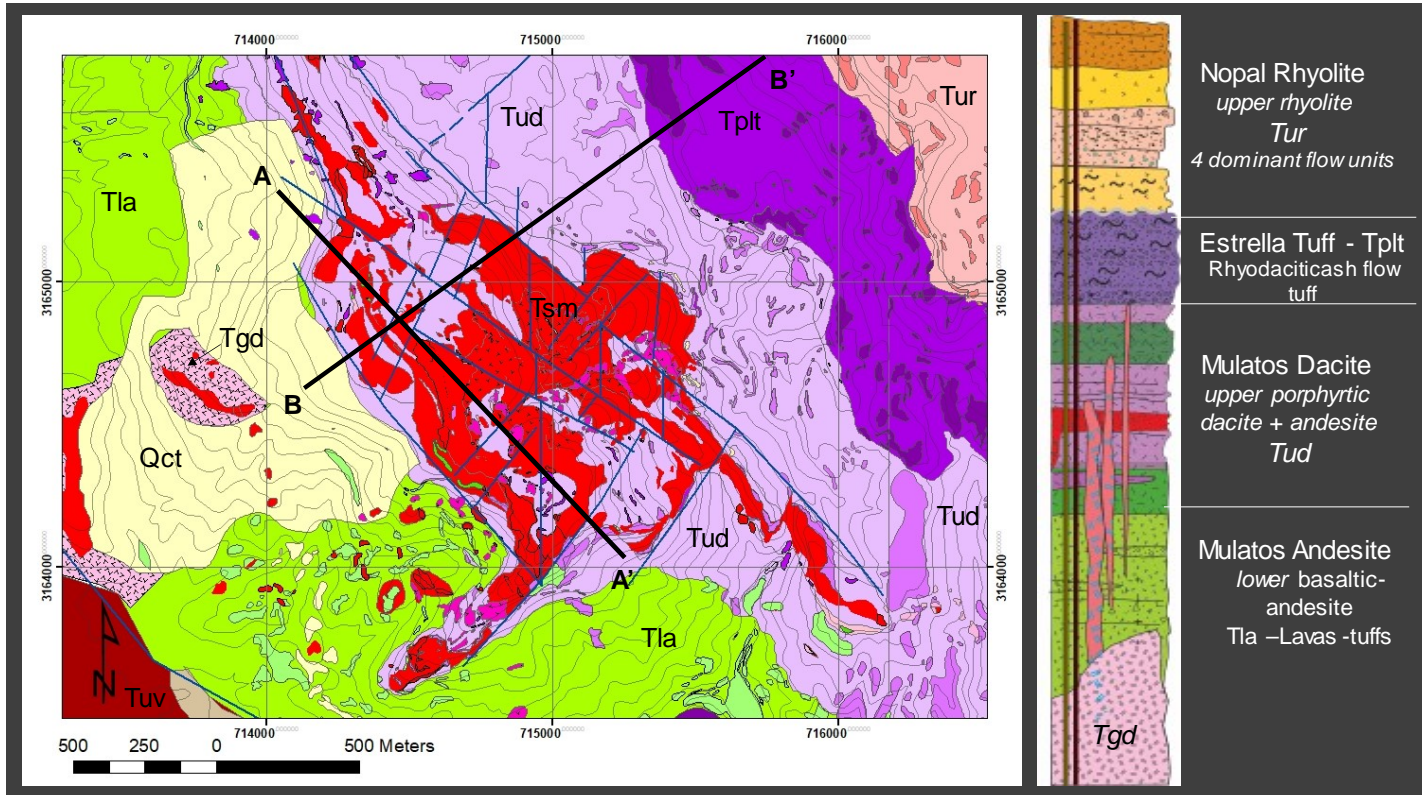 714000
715000
716000
B’
Tur
Tud
Tplt
A
Tla
3165000
3165000
Tsm
Tgd
B
Qct
Tud
Tud
3164000
3164000
A’
Tla
N
Tuv
714000
715000
716000
500 250 0 500 Meters
Nopal Rhyolite
upper rhyolite
Tur
4 dominant flow units
Estrella Tuff - Tplt
Rhyodaciticash flow
tuff
Mulatos Dacite
upper porphyrtic
dacite + andesite
Tud
Mulatos Andesite
lower basaltic-
andesite
Tla –Lavas -tuffs
Tgd